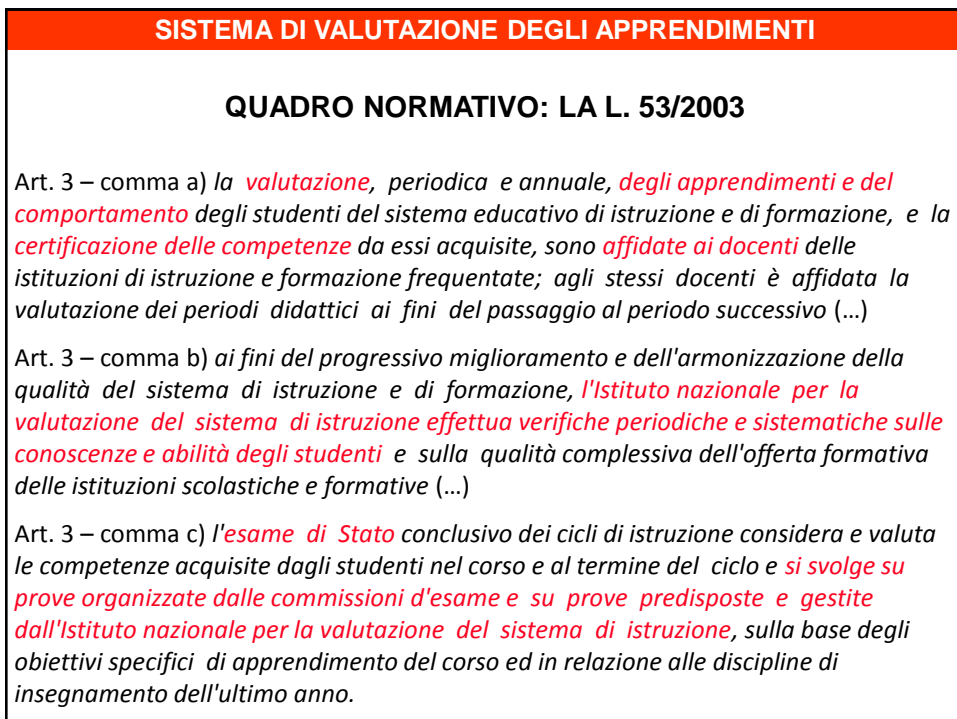 SISTEMA DI VALUTAZIONE DEGLI APPRENDIMENTI
QUADRO NORMATIVO: LA L. 53/2003
Art. 3 – comma a) la valutazione, periodica e annuale, degli apprendimenti e del
comportamento degli studenti del sistema educativo di istruzione e di formazione, e la
certificazione delle competenze da essi acquisite, sono affidate ai docenti delle
istituzioni di istruzione e formazione frequentate; agli stessi docenti è affidata la
valutazione dei periodi didattici ai fini del passaggio al periodo successivo (…)
Art. 3 – comma b) ai fini del progressivo miglioramento e dell'armonizzazione della
qualità del sistema di istruzione e di formazione, l'Istituto nazionale per la
valutazione del sistema di istruzione effettua verifiche periodiche e sistematiche sulle
conoscenze e abilità degli studenti e sulla qualità complessiva dell'offerta formativa
delle istituzioni scolastiche e formative (…)
Art. 3 – comma c) l'esame di Stato conclusivo dei cicli di istruzione considera e valuta
le competenze acquisite dagli studenti nel corso e al termine del ciclo e si svolge su
prove organizzate dalle commissioni d'esame e su prove predisposte e gestite
dall'Istituto nazionale per la valutazione del sistema di istruzione, sulla base degli
obiettivi specifici di apprendimento del corso ed in relazione alle discipline di
insegnamento dell'ultimo anno.